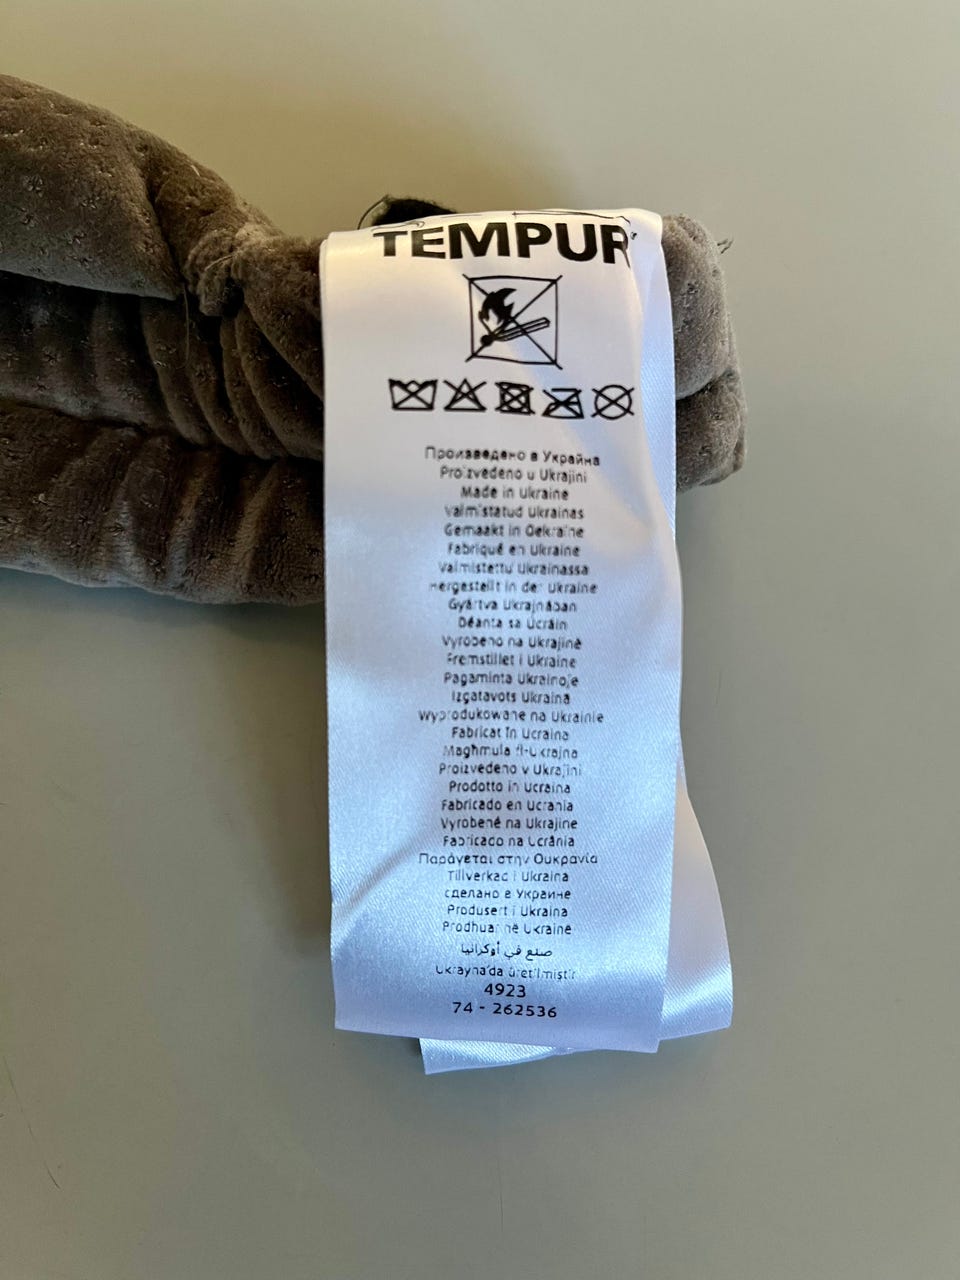 TEMPUR
Произведено в Украйна
Proizvedeno u Ukrajini
Made in Ukraine
Valmistatud Ukrainas
Gemaakt in Oekraïne
Fabriqué en Ukraine
Valmistettu Ukrainassa
Hergestellt in der Ukraine
Gyártva Ukrajnában
Déanta sa Úcráin
Vyrobeno na Ukrajině
Fremstillet i Ukraine
Pagaminta Ukrainoje
Izgatavots Ukrainā
Wyprodukowane na Ukrainie
Fabricat în Ucraina
Magħmula fl-Ukrajna
Proizvedeno v Ukrajini
Prodotto in Ucraina
Fabricado en Ucrania
Vyrobené na Ukrajine
Fabricado na Ucrânia
Παράγεται στην Ουκρανία
Tillverkad i Ukraina
сделано в Украине
Produsert i Ukraina
Prodhuar në Ukrainë
صنع في أوكرانيا
Ukrayna'da üretilmiştir
4923
74 - 262536